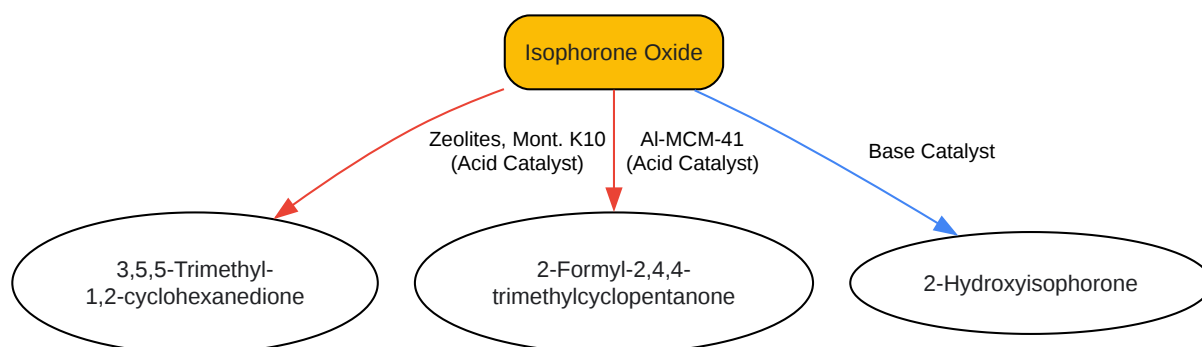 Isophorone Oxide
Zeolites, Mont. K10
(Acid Catalyst)
Al-MCM-41
(Acid Catalyst)
Base Catalyst
3,5,5-Trimethyl-
1,2-cyclohexanedione
2-Formyl-2,4,4-
trimethylcyclopentanone
2-Hydroxyisophorone